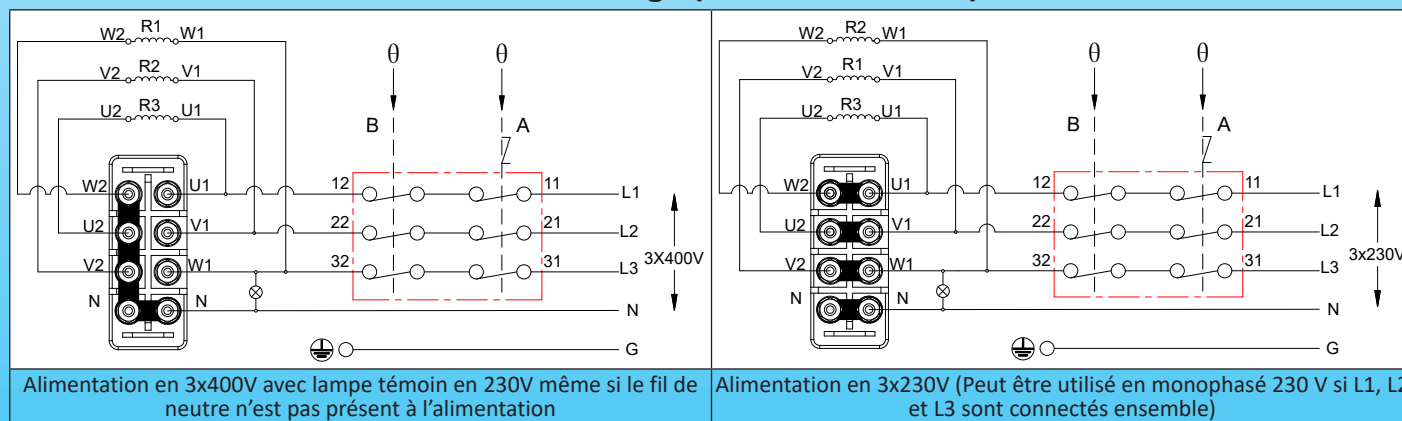 W2 R1 W1
V2 R2 V1
U2 R3 U1
θ θ
B A
W2 U1 12 11 L1
U2 V1 22 21 L2
3X400V
V2 W1 32 31 L3
N N N
G
Alimentation en 3x400V avec lampe témoin en 230V même si le fil de
neutre n’est pas présent à l’alimentation
W2 R2 W1
V2 R1 V1
U2 R3 U1
θ θ
B A
W2 U1 12 11 L1
U2 V1 22 21 L2
3x230V
V2 W1 32 31 L3
N N N
G
Alimentation en 3x230V (Peut être utilisé en monophasé 230 V si L1, L2
et L3 sont connectés ensemble)